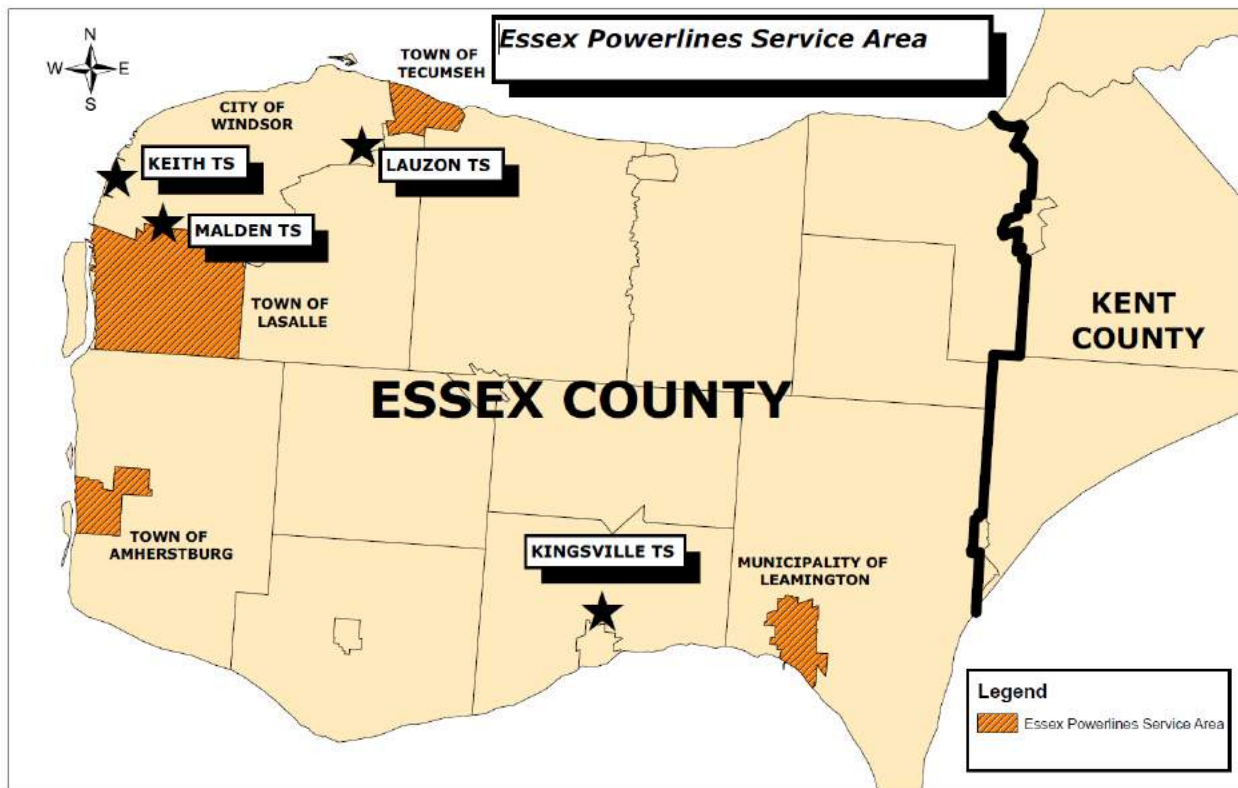 Essex Powerlines Service Area
N
W E
S
TOWN OF
TECUMSEH
CITY OF
WINDSOR
KEITH TS
LAUZON TS
MALDEN TS
TOWN OF
LASALLE
KENT
COUNTY
ESSEX COUNTY
TOWN OF
AMHERSTBURG
KINGSVILLE TS
MUNICIPALITY OF
LEAMINGTON
Legend
Essex Powerlines Service Area